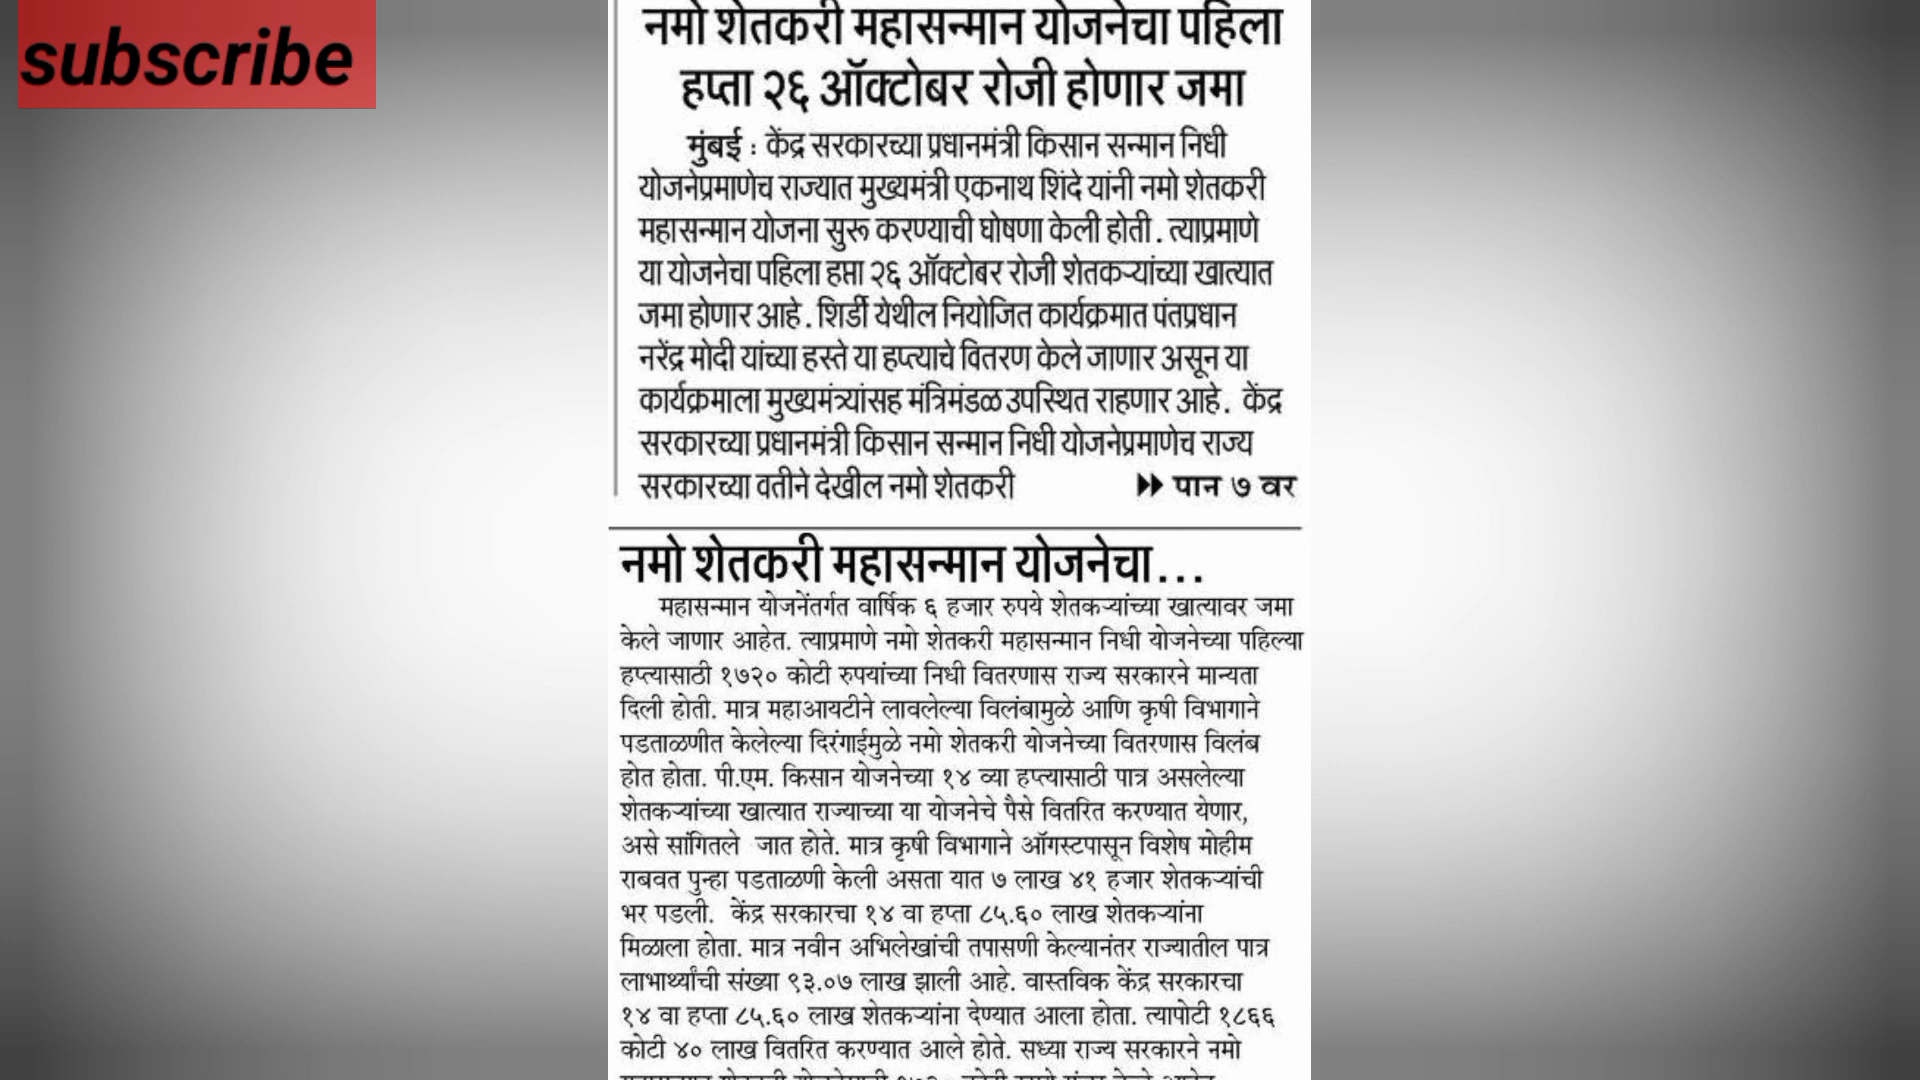 subscribe
नमो शेतकरी महासन्मान योजनेचा पहिला
हप्ता २६ ऑक्टोबर रोजी होणार जमा
मुंबई : केंद्र सरकारच्या प्रधानमंत्री किसान सन्मान निधी
योजनेप्रमाणेच राज्यात मुख्यमंत्री एकनाथ शिंदे यांनी नमो शेतकरी
महासन्मान योजना सुरू करण्याची घोषणा केली होती. त्याप्रमाणे
या योजनेचा पहिला हप्ता २६ ऑक्टोबर रोजी शेतकऱ्यांच्या खात्यात
जमा होणार आहे. शिर्डी येथील नियोजित कार्यक्रमात पंतप्रधान
नरेंद्र मोदी यांच्या हस्ते या हप्त्याचे वितरण केले जाणार असून या
कार्यक्रमाला मुख्यमंत्र्यांसह मंत्रिमंडळ उपस्थित राहणार आहे. केंद्र
सरकारच्या प्रधानमंत्री किसान सन्मान निधी योजनेप्रमाणेच राज्य
सरकारच्या वतीने देखील नमो शेतकरी ▶▶ पान ७ वर
नमो शेतकरी महासन्मान योजनेचा...
महासन्मान योजनेंतर्गत वार्षिक ६ हजार रुपये शेतकऱ्यांच्या खात्यावर जमा
केले जाणार आहेत. त्याप्रमाणे नमो शेतकरी महासन्मान निधी योजनेच्या पहिल्या
हप्त्यासाठी १७२० कोटी रुपयांच्या निधी वितरणास राज्य सरकारने मान्यता
दिली होती. मात्र महाआयटीने लावलेल्या विलंबामुळे आणि कृषी विभागाने
पडताळणीत केलेल्या दिरंगाईमुळे नमो शेतकरी योजनेच्या वितरणास विलंब
होत होता. पी.एम. किसान योजनेच्या १४ व्या हप्त्यासाठी पात्र असलेल्या
शेतकऱ्यांच्या खात्यात राज्याच्या या योजनेचे पैसे वितरित करण्यात येणार,
असे सांगितले जात होते. मात्र कृषी विभागाने ऑगस्टपासून विशेष मोहीम
राबवत पुन्हा पडताळणी केली असता यात ७ लाख ४१ हजार शेतकऱ्यांची
भर पडली. केंद्र सरकारचा १४ वा हप्ता ८५.६० लाख शेतकऱ्यांना
मिळाला होता. मात्र नवीन अभिलेखांची तपासणी केल्यानंतर राज्यातील पात्र
लाभार्थ्यांची संख्या ९३.०७ लाख झाली आहे. वास्तविक केंद्र सरकारचा
१४ वा हप्ता ८५.६० लाख शेतकऱ्यांना देण्यात आला होता. त्यापोटी १८६६
कोटी ४० लाख वितरित करण्यात आले होते. सध्या राज्य सरकारने नमो